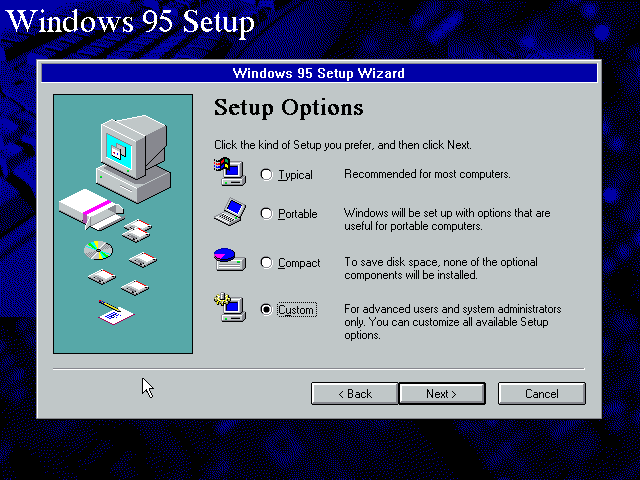 Windows 95 Setup
Windows 95 Setup Wizard
Setup Options
Click the kind of Setup you prefer, and then click Next.
Typical
Recommended for most computers.
Portable
Windows will be set up with options that are
useful for portable computers.
Compact
To save disk space, none of the optional
components will be installed.
Custom
For advanced users and system administrators
only. You can customize all available Setup
options.
< Back
Next >
Cancel